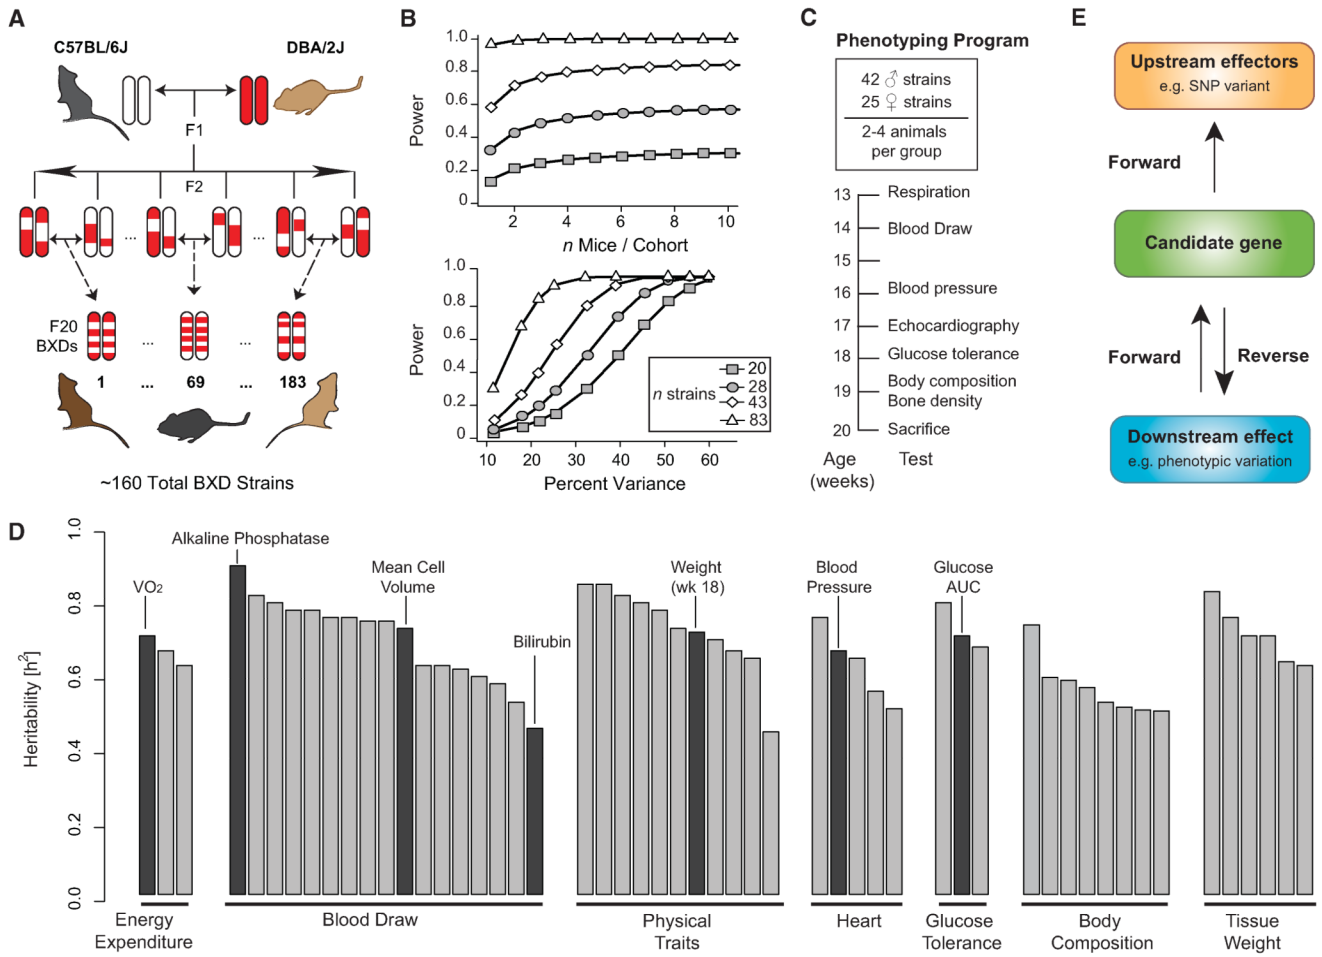 A
C57BL/6J
DBA/2J
F1
F2
... ...
F20
BXDs
... ...
1 ... 69 ... 183
~160 Total BXD Strains
B
Power
1.0
0.8
0.6
0.4
0.2
0
2 4 6 8 10
n Mice / Cohort
Power
1.0
0.8
0.6
0.4
0.2
0
10 20 30 40 50 60
Percent Variance
n strains
20
28
43
83
C
Phenotyping Program
42 ♂ strains
25 ♀ strains
2-4 animals
per group
13 Respiration
14 Blood Draw
15
16 Blood pressure
17 Echocardiography
18 Glucose tolerance
19 Body composition
Bone density
20 Sacrifice
Age
(weeks)
Test
E
Upstream effectors
e.g. SNP variant
Forward
Candidate gene
Forward
Reverse
Downstream effect
e.g. phenotypic variation
D
Heritability [h²]
1.0
0.8
0.6
0.4
0.2
0.0
VO₂
Alkaline Phosphatase
Mean Cell
Volume
Bilirubin
Weight
(wk 18)
Blood
Pressure
Glucose
AUC
Energy
Expenditure
Blood Draw
Physical
Traits
Heart
Glucose
Tolerance
Body
Composition
Tissue
Weight